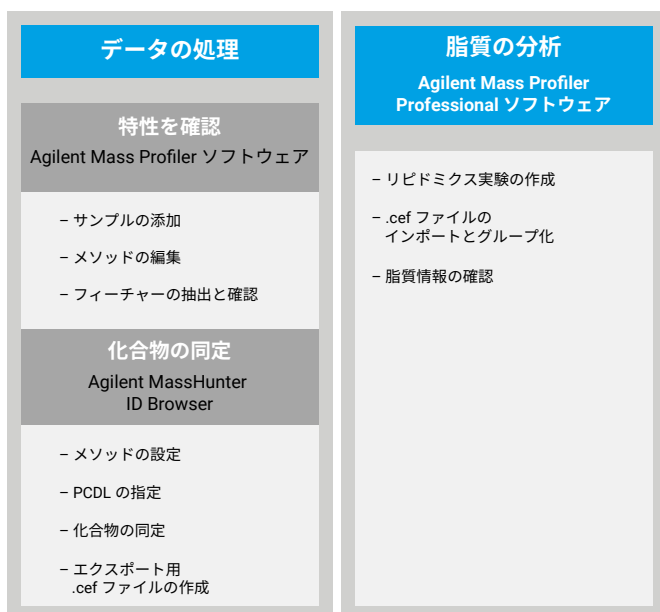 データの処理
特性を確認
Agilent Mass Profiler ソフトウェア
– サンプルの添加
– メソッドの編集
– フィーチャーの抽出と確認
化合物の同定
Agilent MassHunter
ID Browser
– メソッドの設定
– PCDL の指定
– 化合物の同定
– エクスポート用
.cef ファイルの作成
脂質の分析
Agilent Mass Profiler
Professional ソフトウェア
– リピドミクス実験の作成
– .cef ファイルの
インポートとグループ化
– 脂質情報の確認